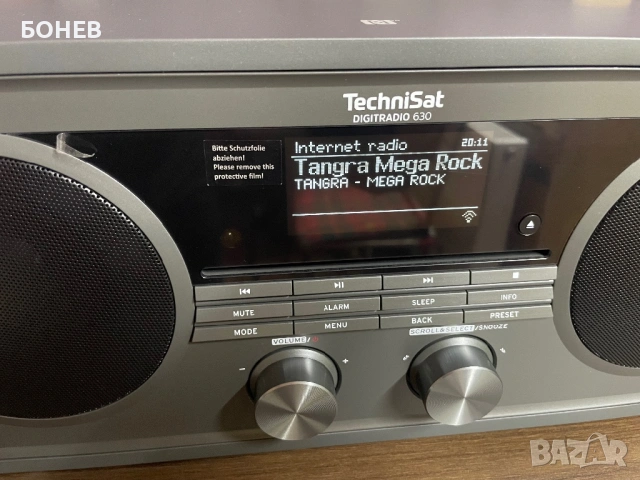 БОНЕВ
TechniSat
DIGITRADIO 630
Bitte Schutzfolie
abziehen!
Please remove this
protective film!
Internet radio 20:11
Tangra Mega Rock
TANGRA - MEGA ROCK
MUTE ALARM SLEEP INFO
MODE MENU BACK PRESET
VOLUME/
SCROLL&SELECT/SNOOZE
- +
BAZAR